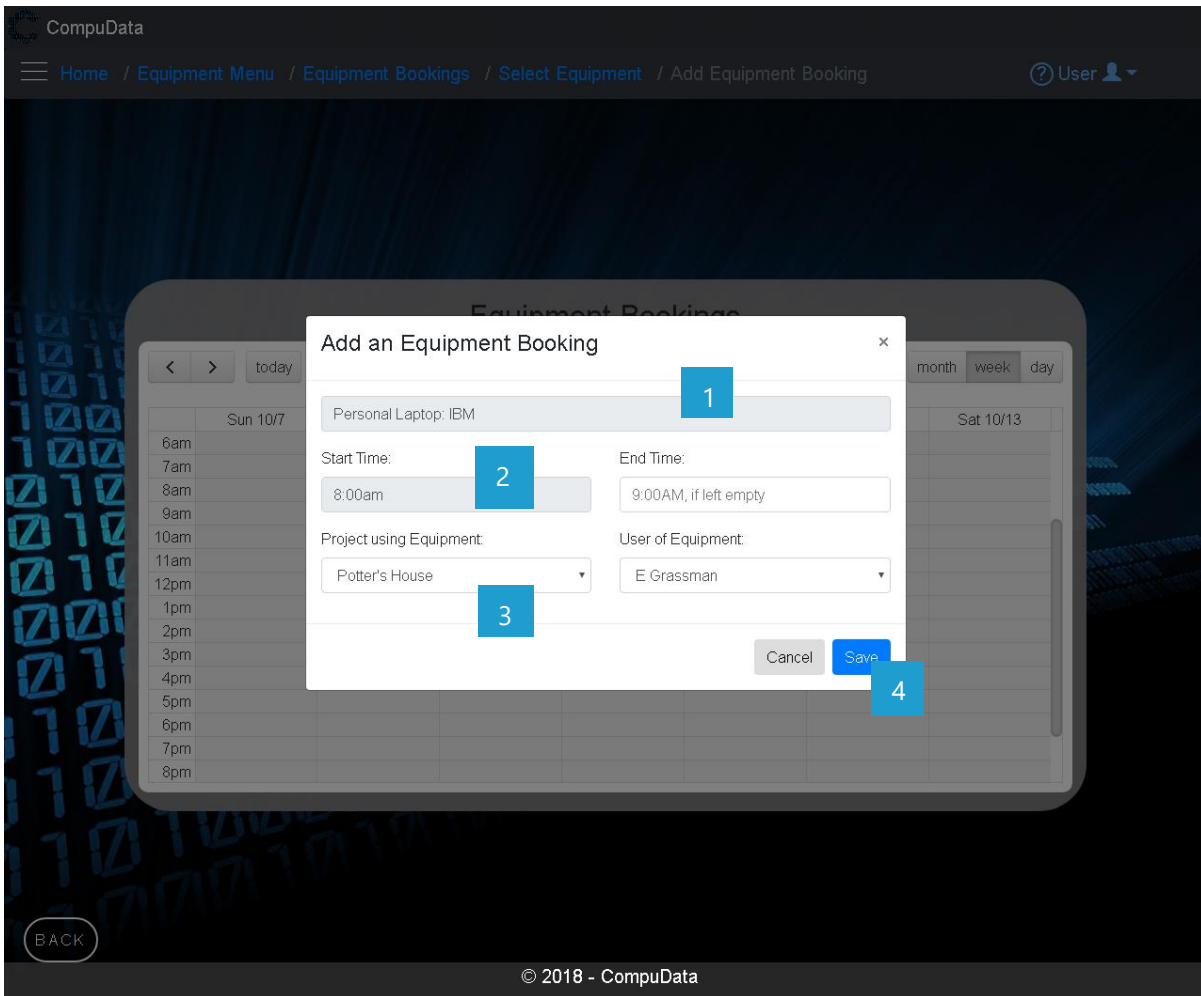 CompuData
Home / Equipment Menu / Equipment Bookings / Select Equipment / Add Equipment Booking
? User
Equipment Bookings
Add an Equipment Booking ×
< > today
month week day
1
Personal Laptop: IBM
Sun 10/7
Sat 10/13
6am
7am
8am
9am
10am
11am
12pm
1pm
2pm
3pm
4pm
5pm
6pm
7pm
8pm
Start Time:
End Time:
2
8:00am
9:00AM, if left empty
Project using Equipment:
User of Equipment:
Potter's House
E Grassman
3
Cancel
Save
4
BACK
© 2018 - CompuData